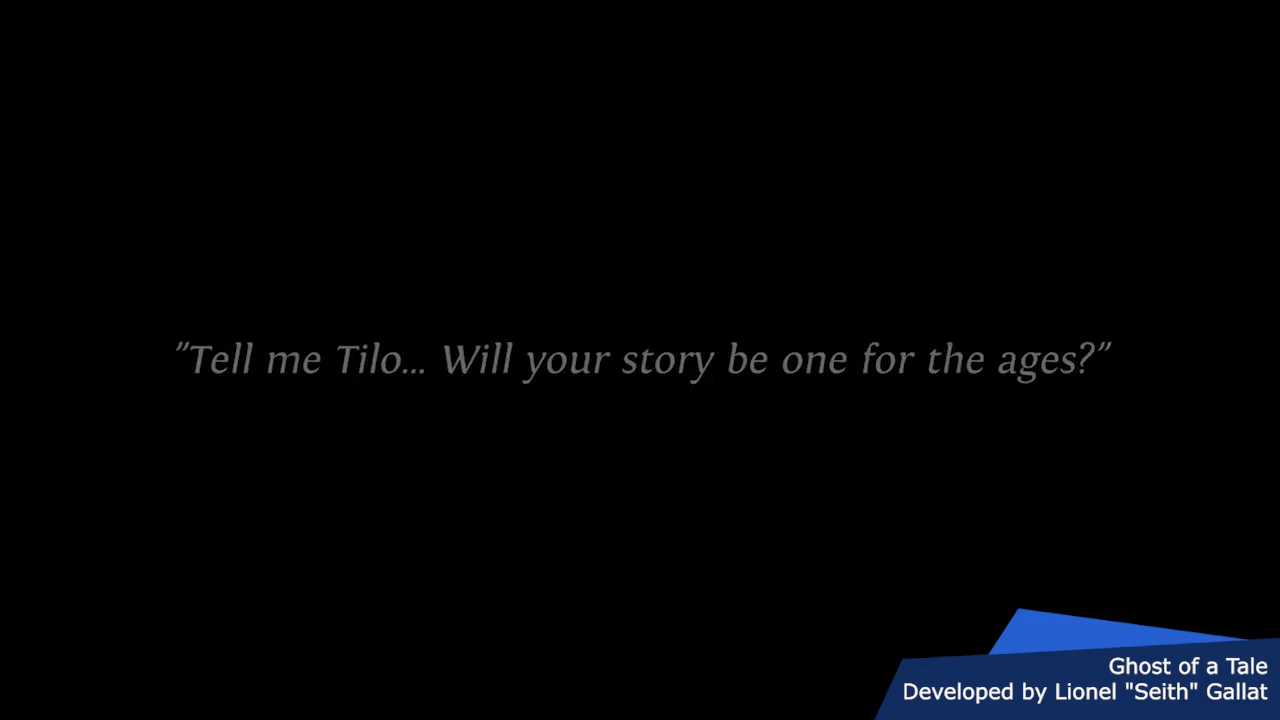 "Tell me Tilo... Will your story be one for the ages?"
Ghost of a Tale
Developed by Lionel "Seith" Gallat